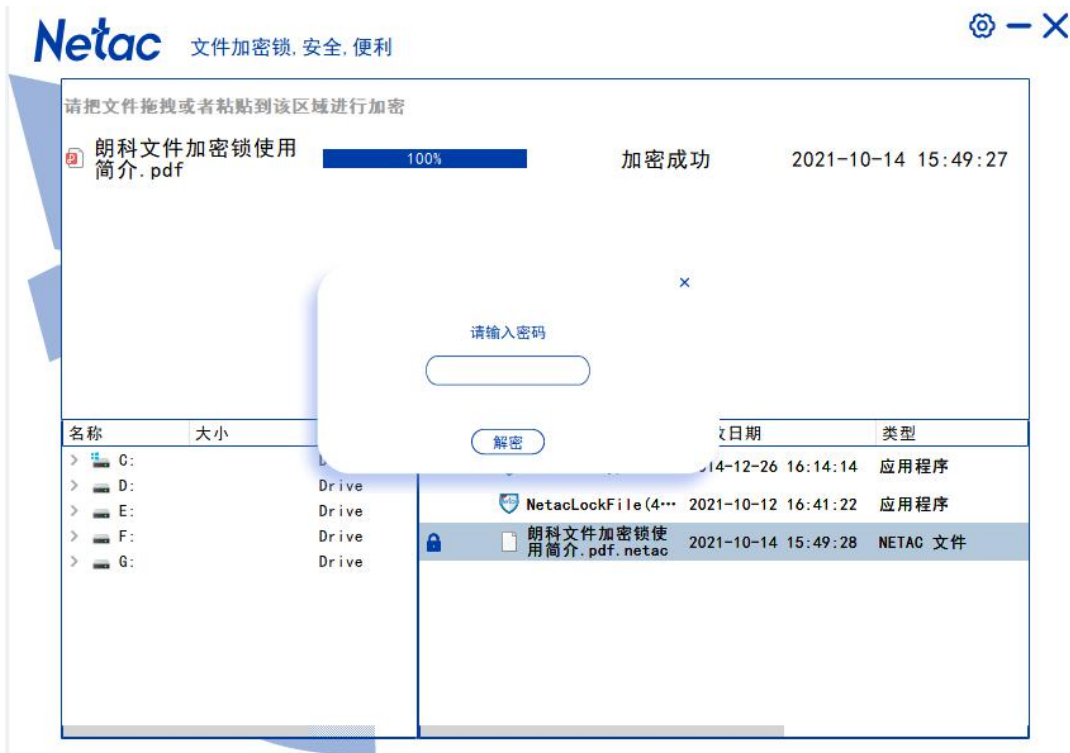 Netac 文件加密锁,安全,便利
请把文件拖拽或者粘贴到该区域进行加密
朗科文件加密锁使用
简介.pdf
100%
加密成功
2021-10-14 15:49:27
请输入密码
解密
名称 大小
日期 类型
C:
D: Drive
E: Drive
F: Drive
G: Drive
16:14:14 应用程序
NetacLockFile(4… 2021-10-12 16:41:22 应用程序
朗科文件加密锁使
用简介.pdf.netac
2021-10-14 15:49:28 NETAC 文件